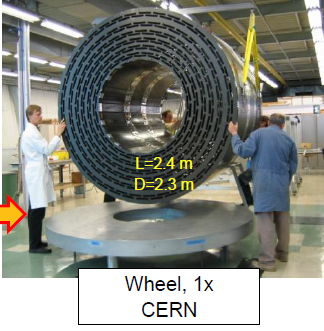 L=2.4 m
D=2.3 m
Wheel, 1x
CERN